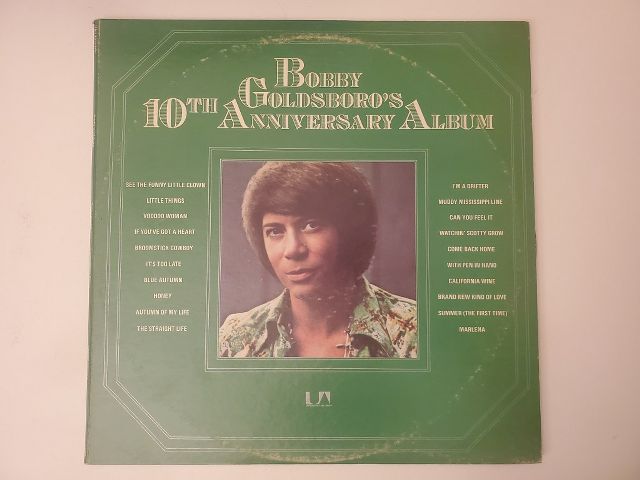 BOBBY
GOLDSBORO'S
10TH ANNIVERSARY ALBUM
SEE THE FUNNY LITTLE CLOWN
LITTLE THINGS
VOODOO WOMAN
IF YOU'VE GOT A HEART
BROOMSTICK COWBOY
IT'S TOO LATE
BLUE AUTUMN
HONEY
AUTUMN OF MY LIFE
THE STRAIGHT LIFE
I'M A DRIFTER
MUDDY MISSISSIPPI LINE
CAN YOU FEEL IT
WATCHIN' SCOTTY GROW
COME BACK HOME
WITH PEN IN HAND
CALIFORNIA WINE
BRAND NEW KIND OF LOVE
SUMMER (THE FIRST TIME)
MARLENA
UA